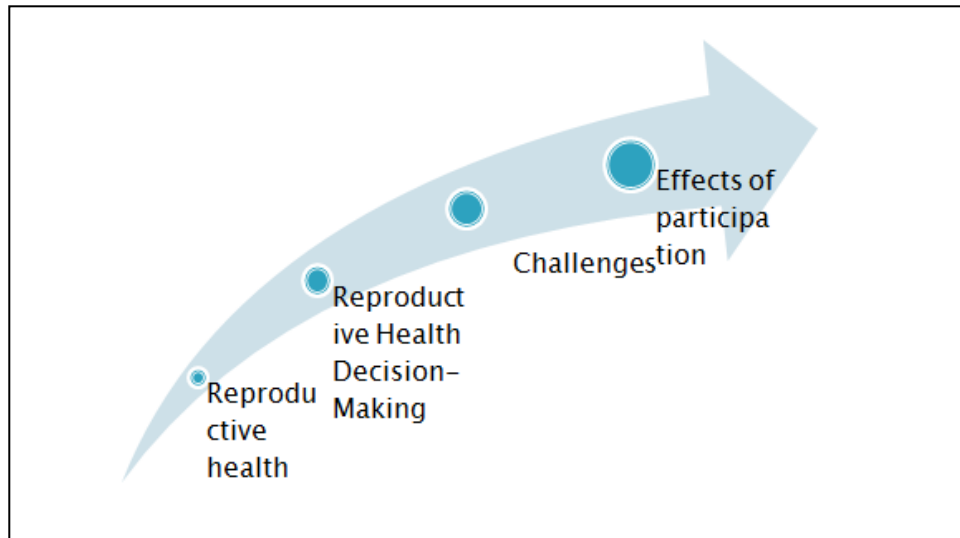 Reprodu
ctive
health
Reproduct
ive Health
Decision-
Making
Challenges
Effects of
participa
tion